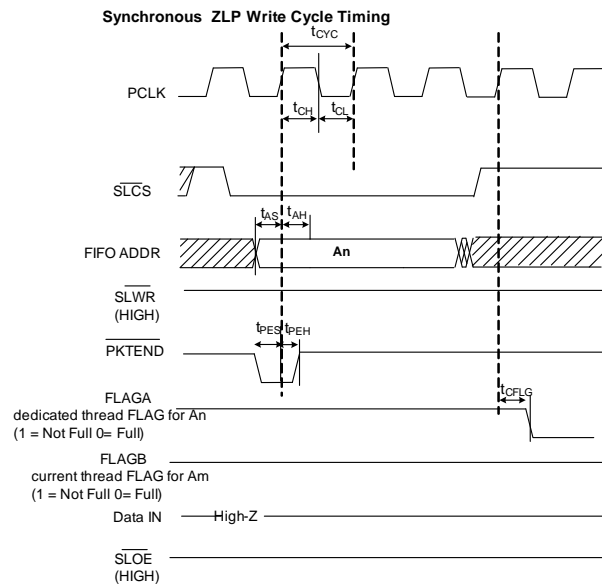 Synchronous ZLP Write Cycle Timing
tCYC
PCLK
tCH
tCL
SLCS
tAS
tAH
FIFO ADDR
An
SLWR
(HIGH)
tPES
tPEH
PKTEND
tCFLG
FLAGA
dedicated thread FLAG for An
(1 = Not Full 0= Full)
FLAGB
current thread FLAG for Am
(1 = Not Full 0= Full)
Data IN
High-Z
SLOE
(HIGH)